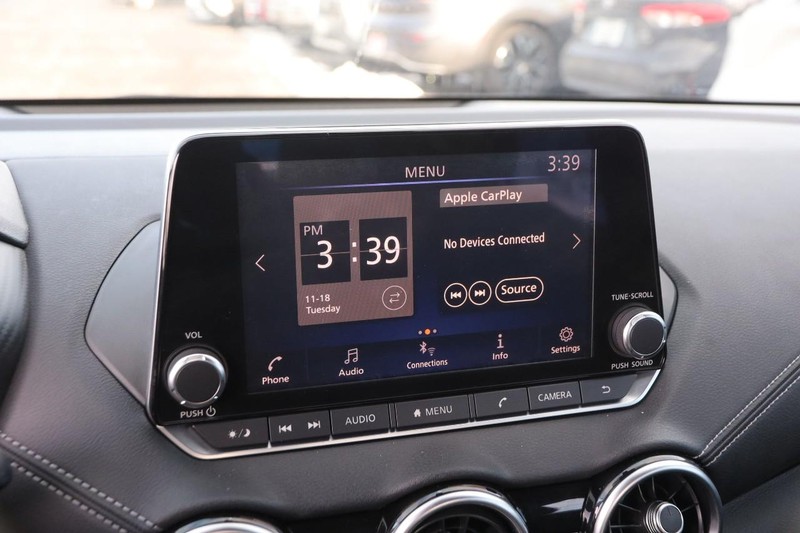 MENU 3:39
PM
3:39
11-18
Tuesday
Apple CarPlay
No Devices Connected
Source
Phone Audio Connections Info Settings
VOL
PUSH
TUNE·SCROLL
PUSH SOUND
AUDIO MENU CAMERA